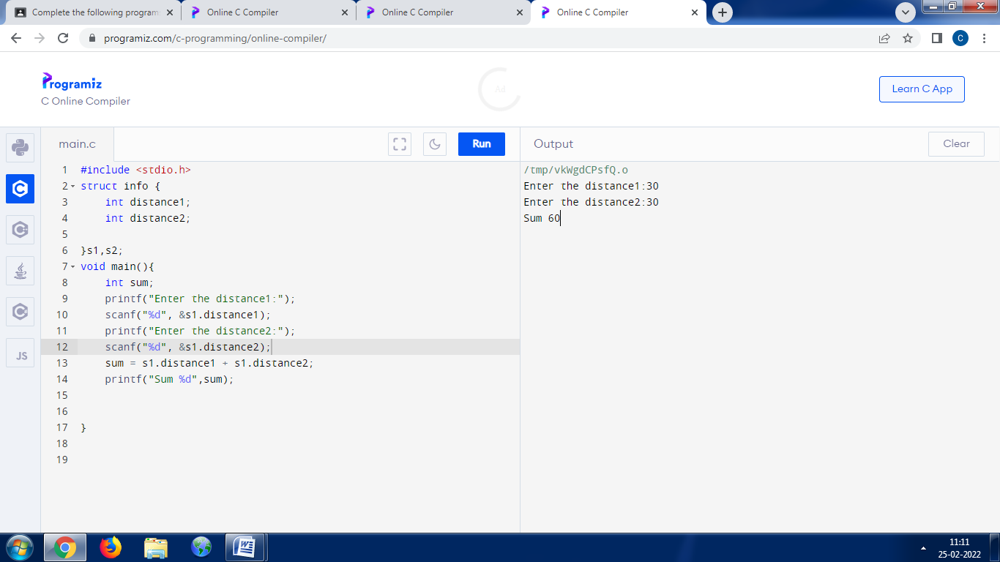 Complete the following program
Online C Compiler
Online C Compiler
Online C Compiler
programiz.com/c-programming/online-compiler/
C
Programiz
C Online Compiler
Ad
Learn C App
main.c
Run
Output
Clear
JS
1 #include <stdio.h>
2 struct info {
3 int distance1;
4 int distance2;
5
6 }s1,s2;
7 void main(){
8 int sum;
9 printf("Enter the distance1:");
10 scanf("%d", &s1.distance1);
11 printf("Enter the distance2:");
12 scanf("%d", &s1.distance2);
13 sum = s1.distance1 + s1.distance2;
14 printf("Sum %d",sum);
15
16
17 }
18
19
/tmp/vkWgdCPsfQ.o
Enter the distance1:30
Enter the distance2:30
Sum 60
11:11
25-02-2022